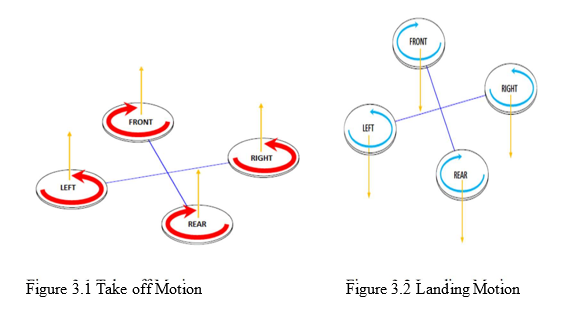 FRONT
RIGHT
LEFT
REAR
FRONT
RIGHT
LEFT
REAR
Figure 3.1 Take off Motion
Figure 3.2 Landing Motion